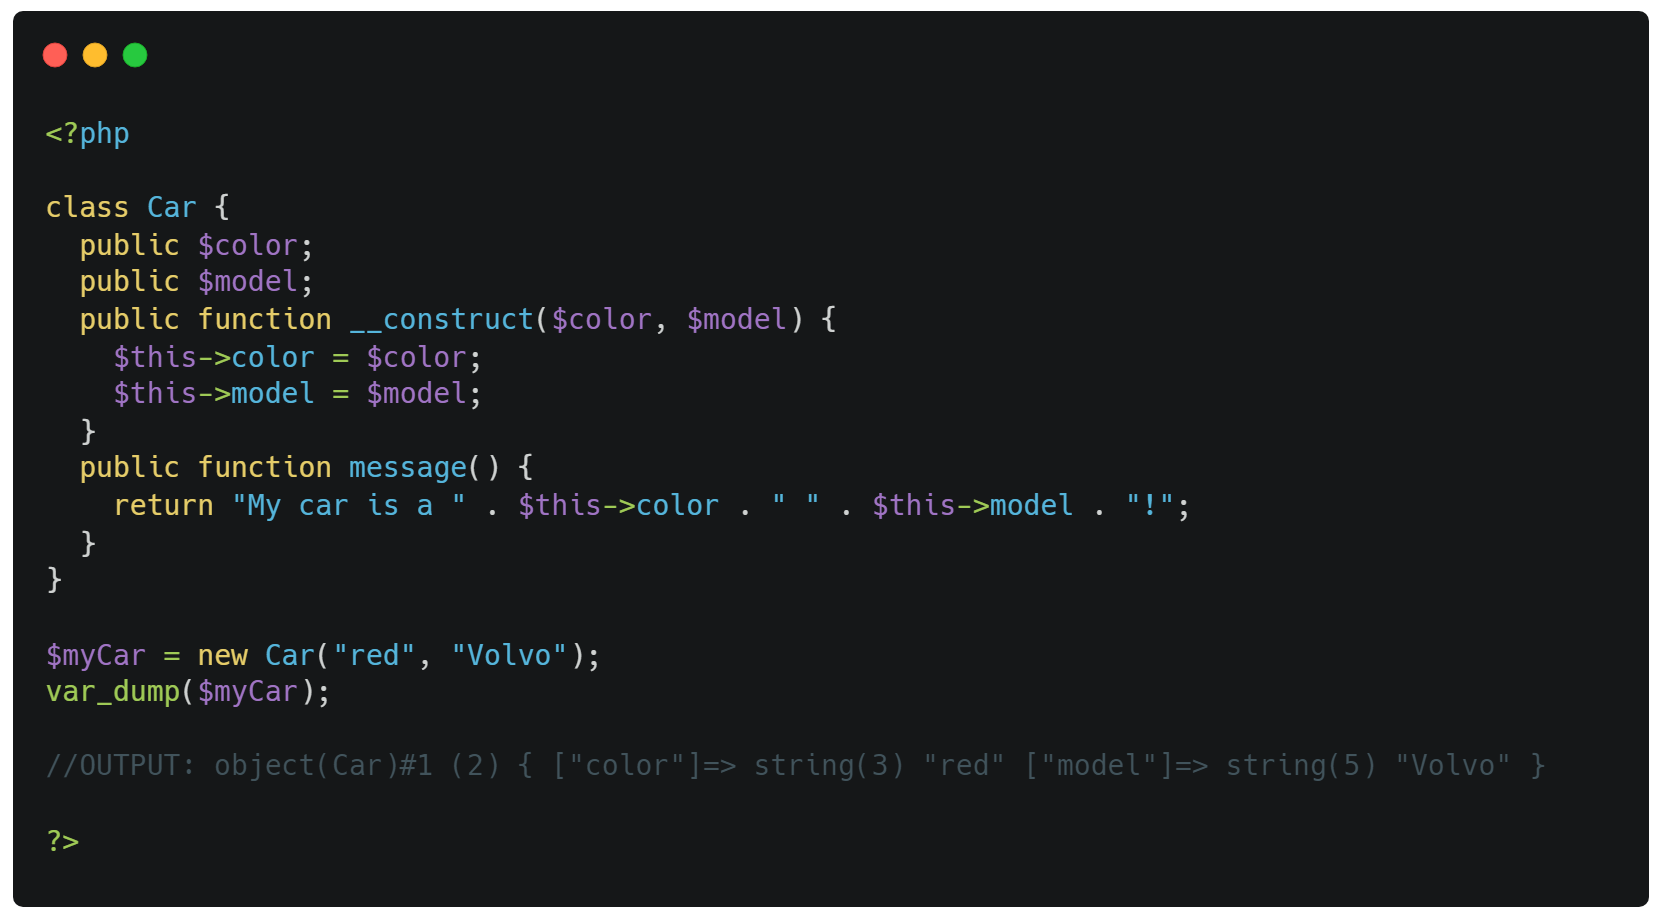 <?php

class Car {
  public $color;
  public $model;
  public function __construct($color, $model) {
    $this->color = $color;
    $this->model = $model;
  }
  public function message() {
    return "My car is a " . $this->color . " " . $this->model . "!";
  }
}

$myCar = new Car("red", "Volvo");
var_dump($myCar);

//OUTPUT: object(Car)#1 (2) { ["color"]=> string(3) "red" ["model"]=> string(5) "Volvo" }

?>